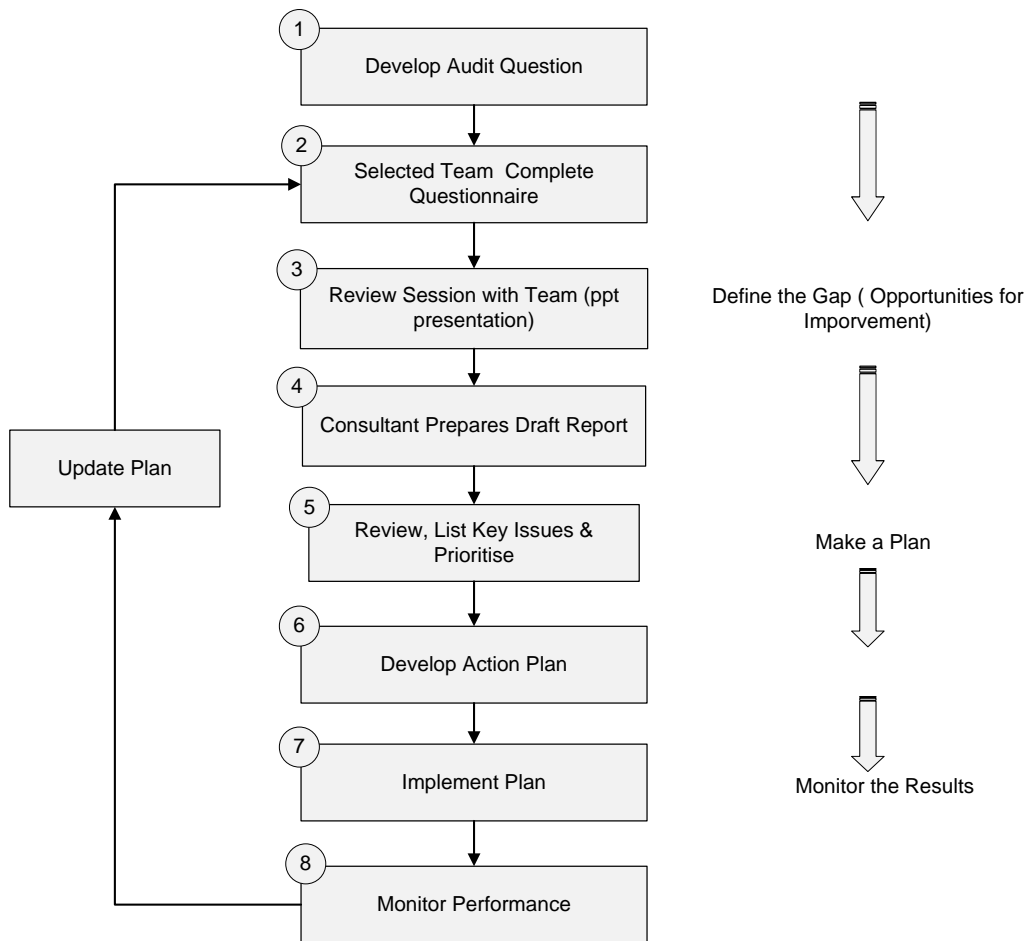 1
Develop Audit Question
2
Selected Team  Complete
Questionnaire
3
Review Session with Team (ppt
presentation)
Define the Gap ( Opportunities for
Imporvement)
4
Consultant Prepares Draft Report
Update Plan
5
Review, List Key Issues &
Prioritise
Make a Plan
6
Develop Action Plan
7
Implement Plan
Monitor the Results
8
Monitor Performance